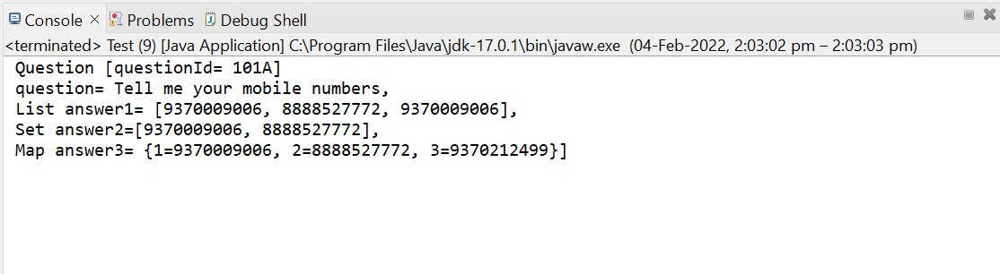 Console Problems Debug Shell
<terminated> Test (9) [Java Application] C:\Program Files\Java\jdk-17.0.1\bin\javaw.exe (04-Feb-2022, 2:03:02 pm – 2:03:03 pm)
Question [questionId= 101A]
question= Tell me your mobile numbers,
List answer1= [9370009006, 8888527772, 9370009006],
Set answer2=[9370009006, 8888527772],
Map answer3= {1=9370009006, 2=8888527772, 3=9370212499}]